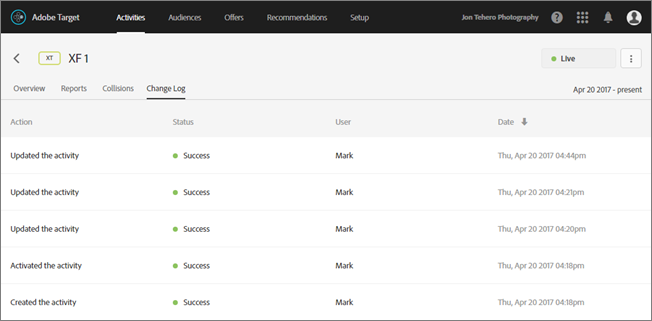 Adobe Target Activities Audiences Offers Recommendations Setup Jon Tehero Photography ?
XT XF 1 Live
Overview Reports Collisions Change Log Apr 20 2017 - present
Action Status User Date
Updated the activity Success Mark Thu, Apr 20 2017 04:44pm
Updated the activity Success Mark Thu, Apr 20 2017 04:21pm
Updated the activity Success Mark Thu, Apr 20 2017 04:20pm
Activated the activity Success Mark Thu, Apr 20 2017 04:18pm
Created the activity Success Mark Thu, Apr 20 2017 04:18pm